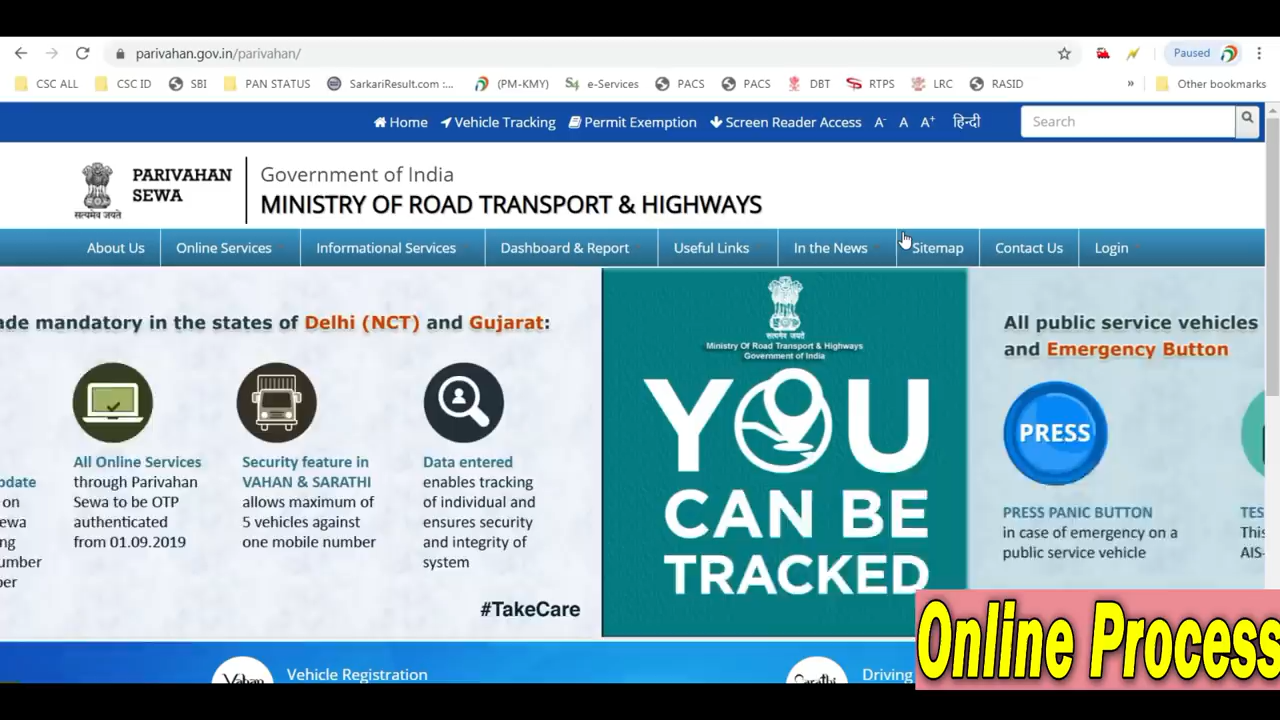 parivahan.gov.in/parivahan/
Paused
CSC ALL
CSC ID
SBI
PAN STATUS
SarkariResult.com :...
(PM-KMY)
e-Services
PACS
PACS
DBT
RTPS
LRC
RASID
»
Other bookmarks
Home
Vehicle Tracking
Permit Exemption
Screen Reader Access
A-
A
A+
हिन्दी
Search
सत्यमेव जयते
PARIVAHAN
SEWA
Government of India
MINISTRY OF ROAD TRANSPORT & HIGHWAYS
About Us
Online Services
Informational Services
Dashboard & Report
Useful Links
In the News
Sitemap
Contact Us
Login
ade mandatory in the states of Delhi (NCT) and Gujarat:
pdate
on
ewa
ng
umber
per
All Online Services
through Parivahan
Sewa to be OTP
authenticated
from 01.09.2019
Security feature in
VAHAN & SARATHI
allows maximum of
5 vehicles against
one mobile number
Data entered
enables tracking
of individual and
ensures security
and integrity of
system
#TakeCare
Ministry Of Road Transport & Highways
Government of India
YOU
CAN BE
TRACKED
All public service vehicles
and Emergency Button
PRESS
PRESS PANIC BUTTON
in case of emergency on a
public service vehicle
TES
This
AIS-
Online Process
Vahan
Vehicle Registration
Sarathi
Driving